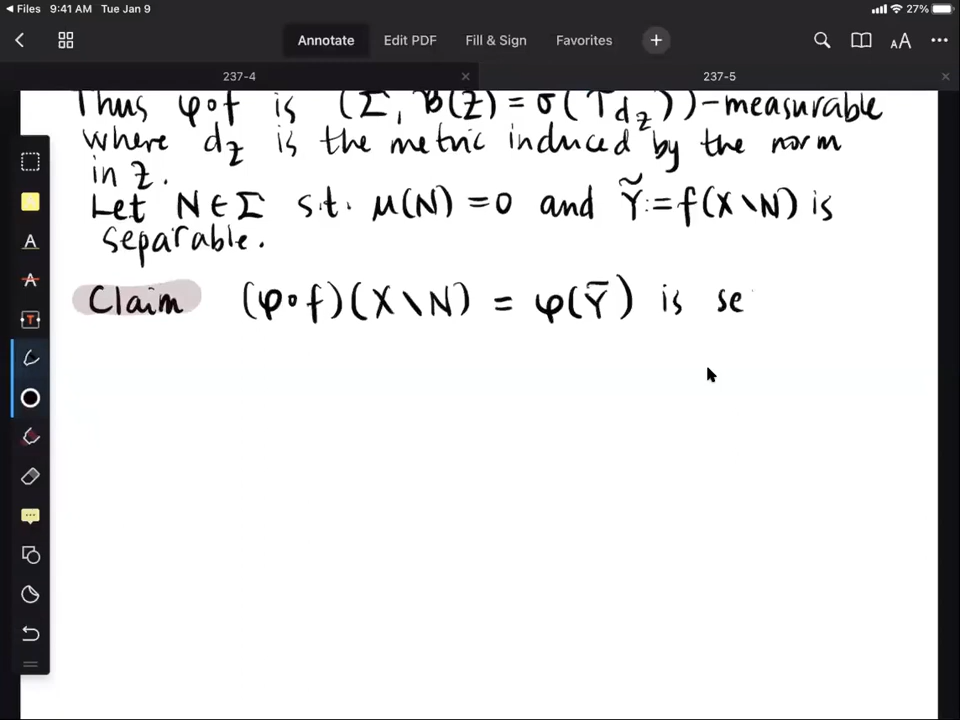 Files 9:41 AM Tue Jan 9 27%
Annotate Edit PDF Fill & Sign Favorites
237-4 237-5
Thus φ∘f is (Σ, B(Z) = σ(τ_{d_Z}))-measurable
where d_Z is the metric induced by the norm
in Z.
Let N ∈ Σ s.t. μ(N) = 0 and Ỹ := f(X \ N) is
separable.
Claim (φ∘f)(X \ N) = φ(Ỹ) is se